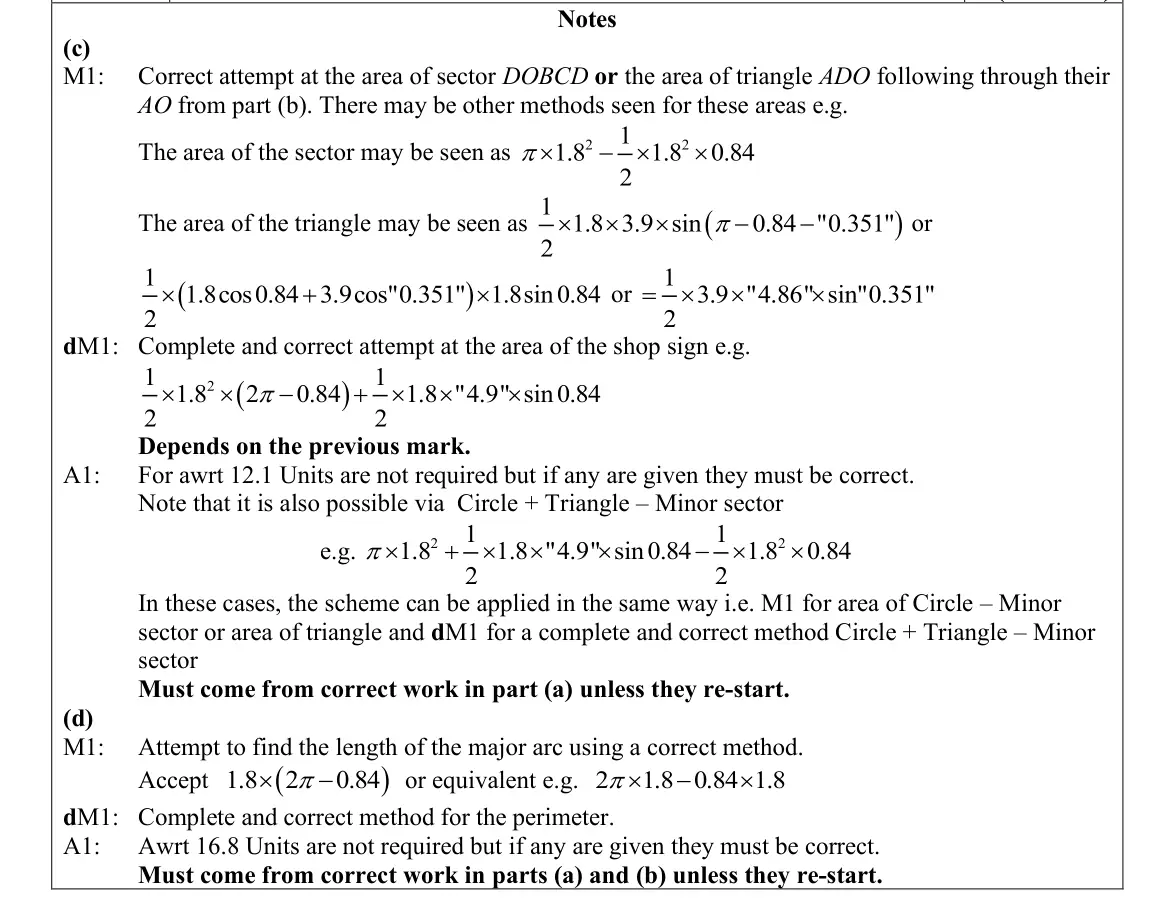 Notes
(c)
M1: Correct attempt at the area of sector DOBCD or the area of triangle ADO following through their
AO from part (b). There may be other methods seen for these areas e.g.
The area of the sector may be seen as π×1.8² − 1/2 ×1.8² ×0.84
The area of the triangle may be seen as 1/2 ×1.8×3.9×sin(π−0.84−"0.351") or
1/2 ×(1.8cos0.84+3.9cos"0.351")×1.8sin0.84 or = 1/2 ×3.9×"4.86"×sin"0.351"
dM1: Complete and correct attempt at the area of the shop sign e.g.
1/2 ×1.8² ×(2π−0.84)+ 1/2 ×1.8×"4.9"×sin0.84
Depends on the previous mark.
A1: For awrt 12.1 Units are not required but if any are given they must be correct.
Note that it is also possible via Circle + Triangle – Minor sector
e.g. π×1.8² + 1/2 ×1.8×"4.9"×sin0.84− 1/2 ×1.8² ×0.84
In these cases, the scheme can be applied in the same way i.e. M1 for area of Circle – Minor
sector or area of triangle and dM1 for a complete and correct method Circle + Triangle – Minor
sector
Must come from correct work in part (a) unless they re-start.
(d)
M1: Attempt to find the length of the major arc using a correct method.
Accept 1.8×(2π−0.84) or equivalent e.g. 2π×1.8−0.84×1.8
dM1: Complete and correct method for the perimeter.
A1: Awrt 16.8 Units are not required but if any are given they must be correct.
Must come from correct work in parts (a) and (b) unless they re-start.